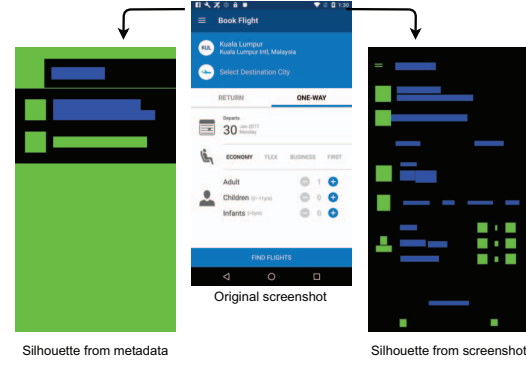 1:30
Book Flight
KUL
Kuala Lumpur
Kuala Lumpur Intl, Malaysia
Select Destination City
RETURN ONE-WAY
Departs
30 Jan 2017
Monday
ECONOMY FLEX BUSINESS FIRST
Adult 1
Children 0
Infants 0
FIND FLIGHTS
Original screenshot
Silhouette from metadata Silhouette from screenshot